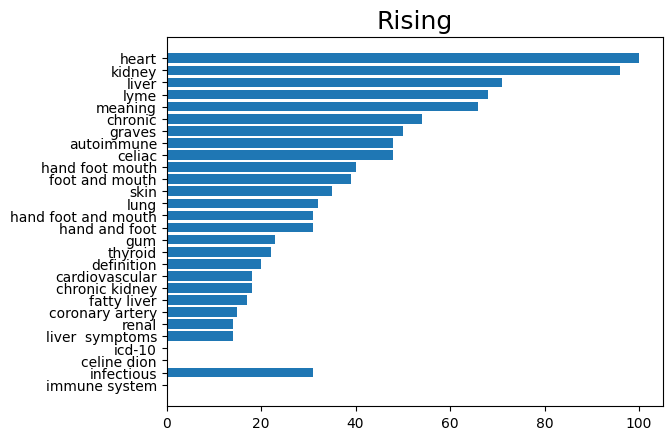 Rising
heart
kidney
liver
lyme
meaning
chronic
graves
autoimmune
celiac
hand foot mouth
foot and mouth
skin
lung
hand foot and mouth
hand and foot
gum
thyroid
definition
cardiovascular
chronic kidney
fatty liver
coronary artery
renal
liver  symptoms
icd-10
celine dion
infectious
immune system
0 20 40 60 80 100